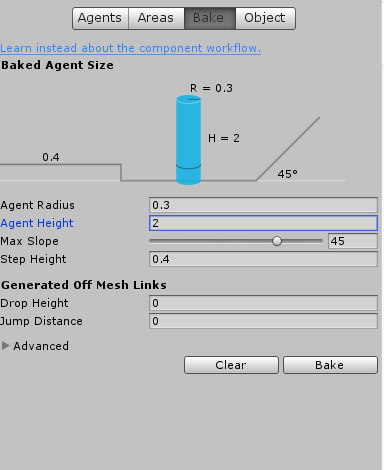 Agents Areas Bake Object
Learn instead about the component workflow.
Baked Agent Size
R = 0.3
H = 2
0.4
45°
Agent Radius 0.3
Agent Height 2
Max Slope 45
Step Height 0.4
Generated Off Mesh Links
Drop Height 0
Jump Distance 0
Advanced
Clear Bake